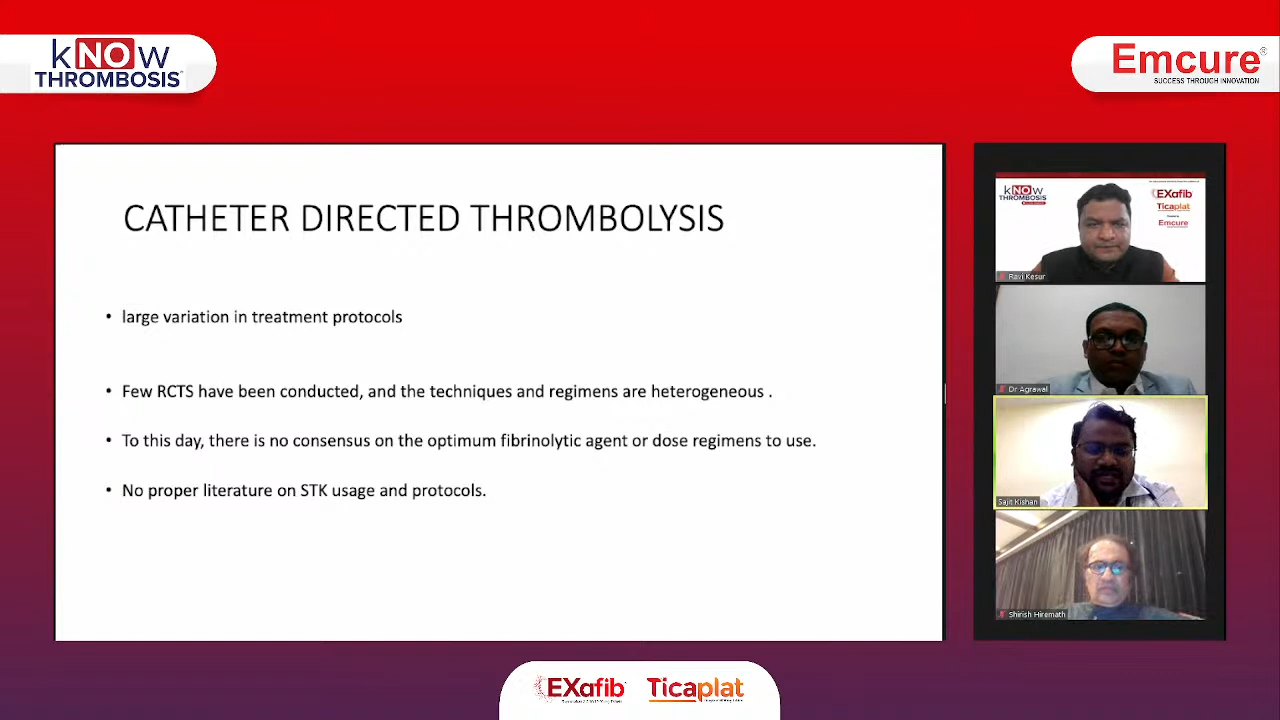 kNOw
THROMBOSIS
Emcure®
SUCCESS THROUGH INNOVATION
CATHETER DIRECTED THROMBOLYSIS
• large variation in treatment protocols
• Few RCTS have been conducted, and the techniques and regimens are heterogeneous .
• To this day, there is no consensus on the optimum fibrinolytic agent or dose regimens to use.
• No proper literature on STK usage and protocols.
kNOw
THROMBOSIS
EXafib
Ticaplat
Emcure
Ravi Kesur
Dr Agrawal
Sajit Kishan
Shirish Hiremath
EXafib
Ticaplat